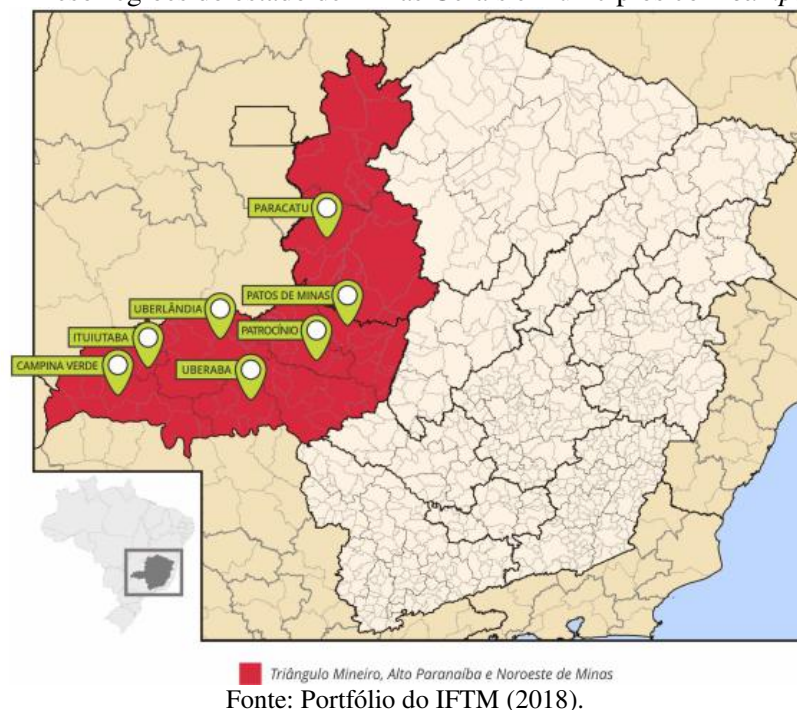 PARACATU
PATOS DE MINAS
UBERLÂNDIA
PATROCÍNIO
ITUIUTABA
CAMPINA VERDE
UBERABA
Triângulo Mineiro, Alto Paranaíba e Noroeste de Minas
Fonte: Portfólio do IFTM (2018).